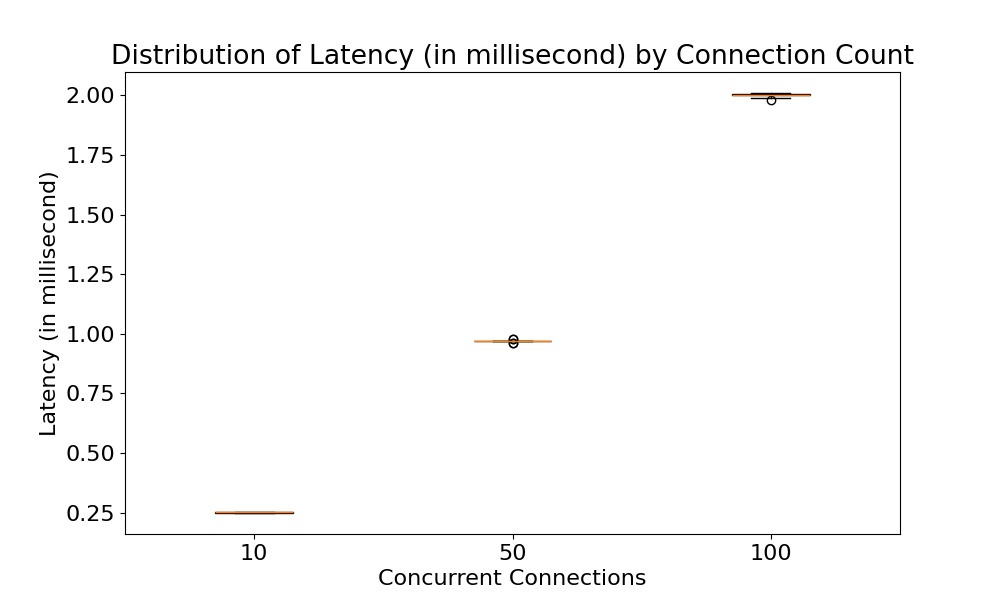 Distribution of Latency (in millisecond) by Connection Count
Latency (in millisecond)
2.00
1.75
1.50
1.25
1.00
0.75
0.50
0.25
10 50 100
Concurrent Connections